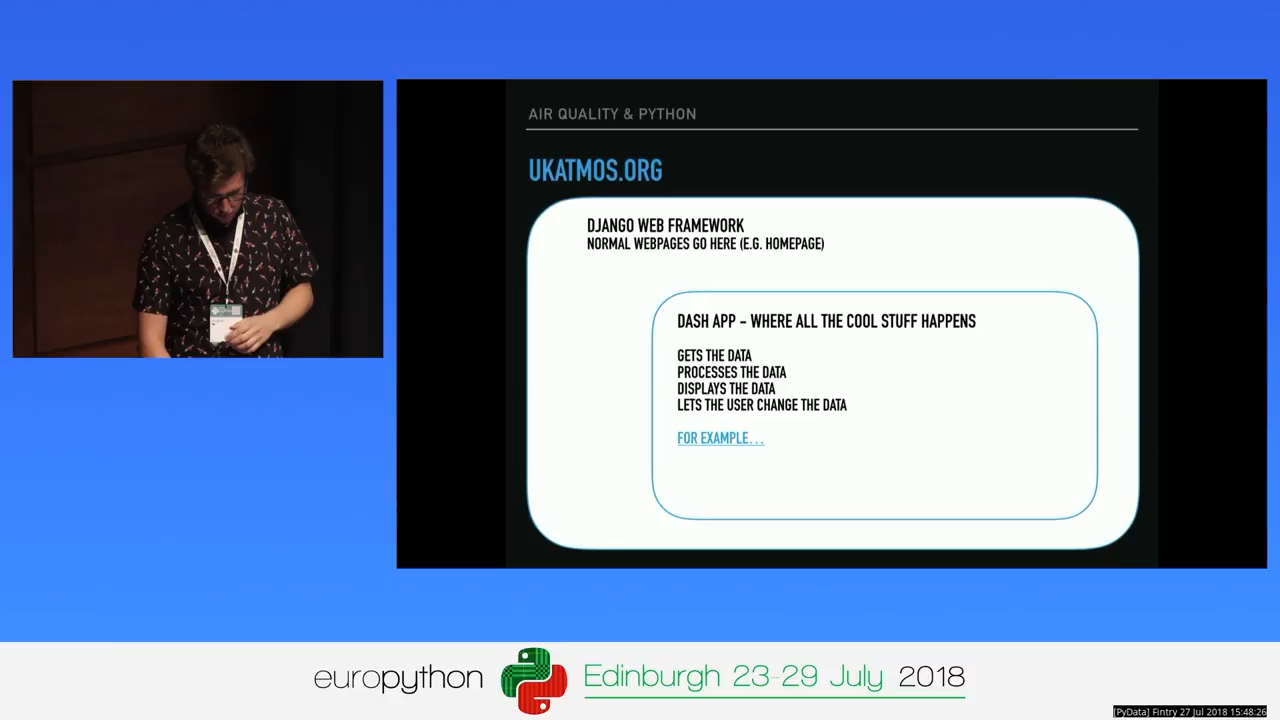 AIR QUALITY & PYTHON
UKATMOS.ORG
DJANGO WEB FRAMEWORK
NORMAL WEBPAGES GO HERE (E.G. HOMEPAGE)
DASH APP - WHERE ALL THE COOL STUFF HAPPENS
GETS THE DATA
PROCESSES THE DATA
DISPLAYS THE DATA
LETS THE USER CHANGE THE DATA
FOR EXAMPLE...
europython Edinburgh 23-29 July 2018
[PyData] Fintry 27 Jul 2018 15:48:26